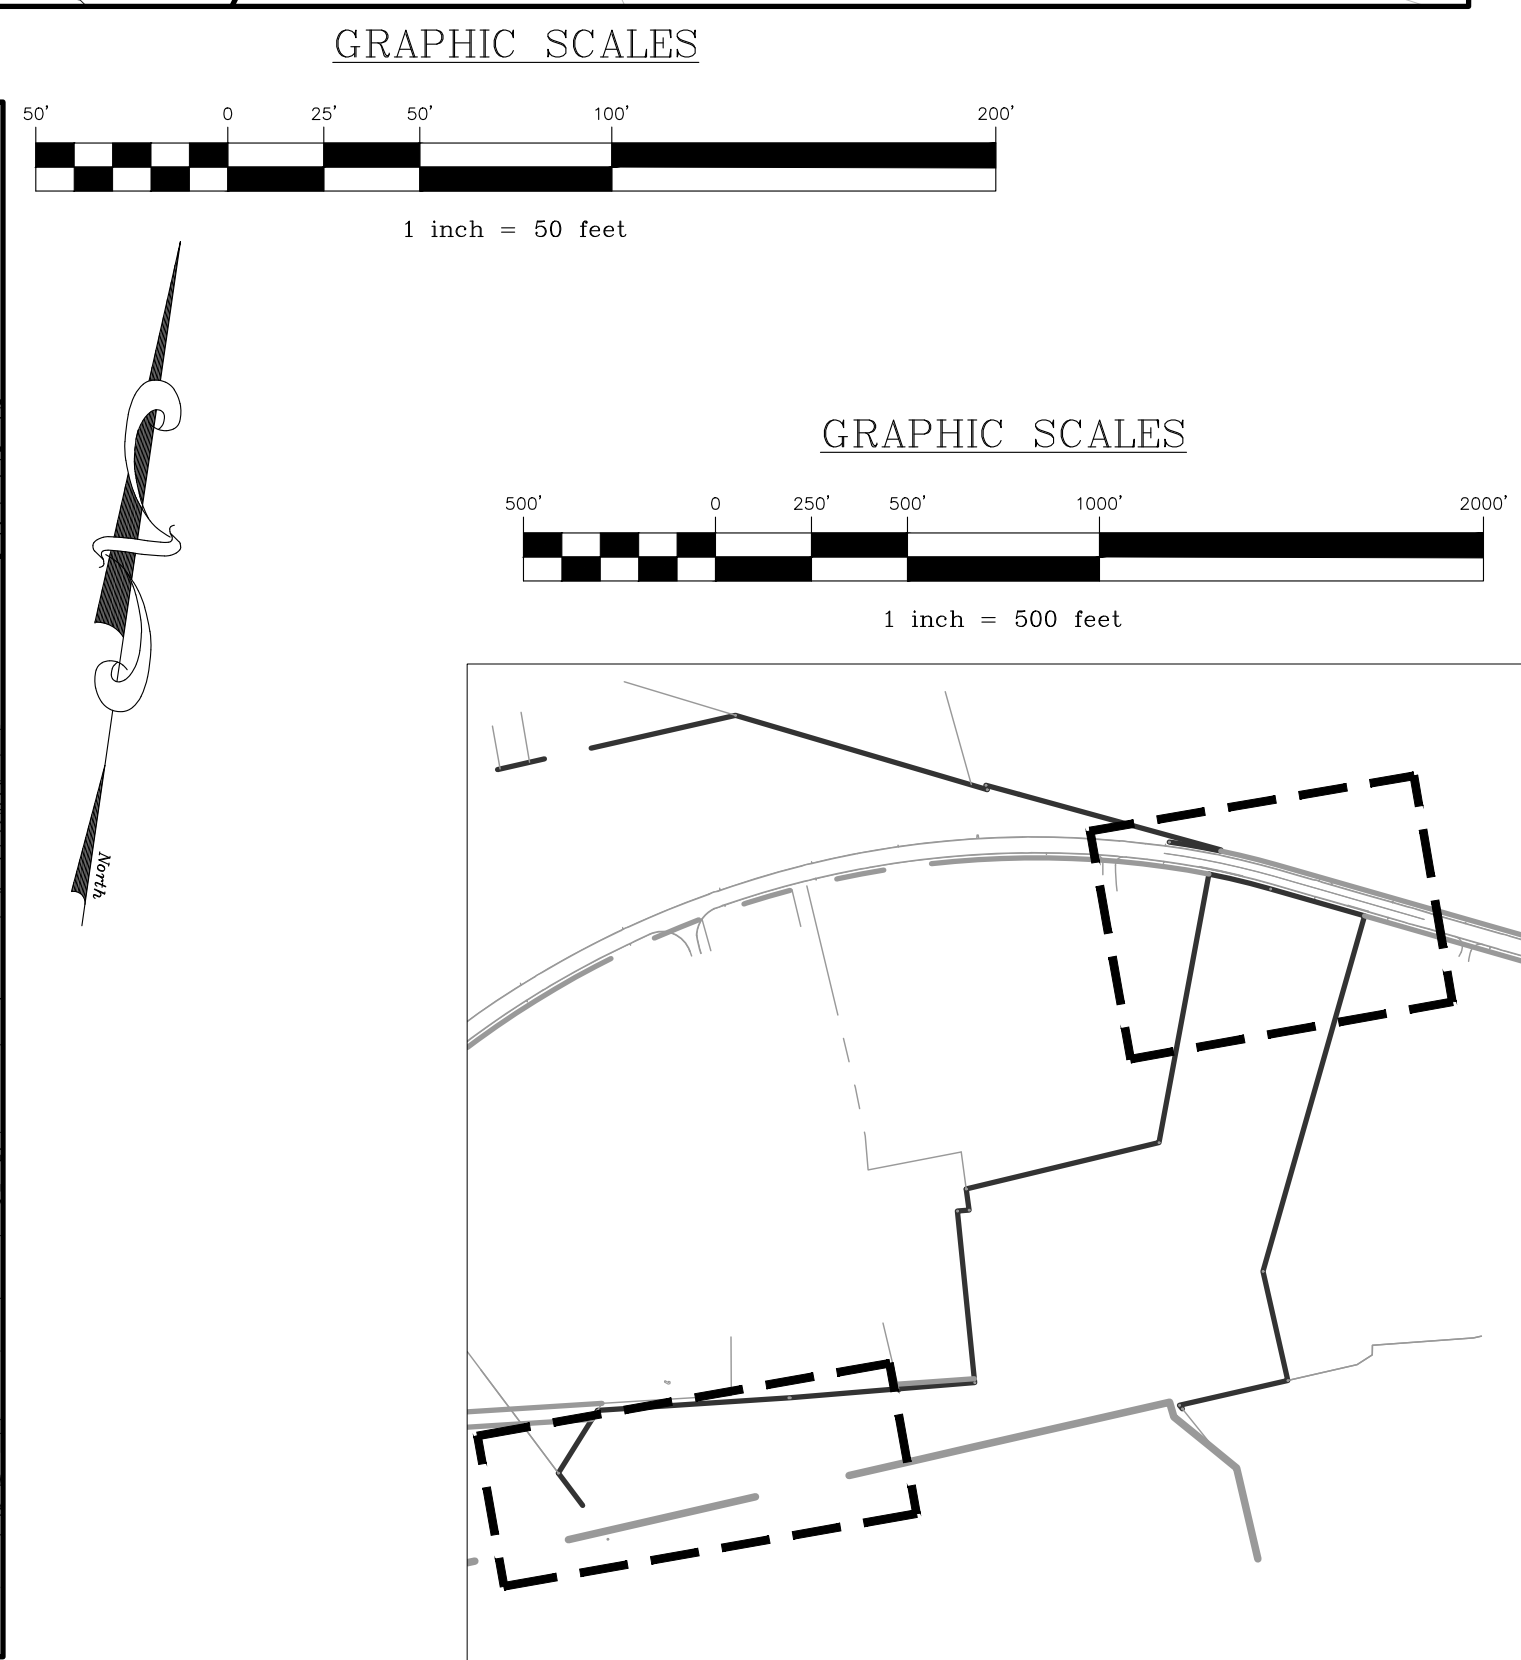 GRAPHIC SCALES
50' 0 25' 50' 100' 200'
1 inch = 50 feet
North
GRAPHIC SCALES
500' 0 250' 500' 1000' 2000'
1 inch = 500 feet